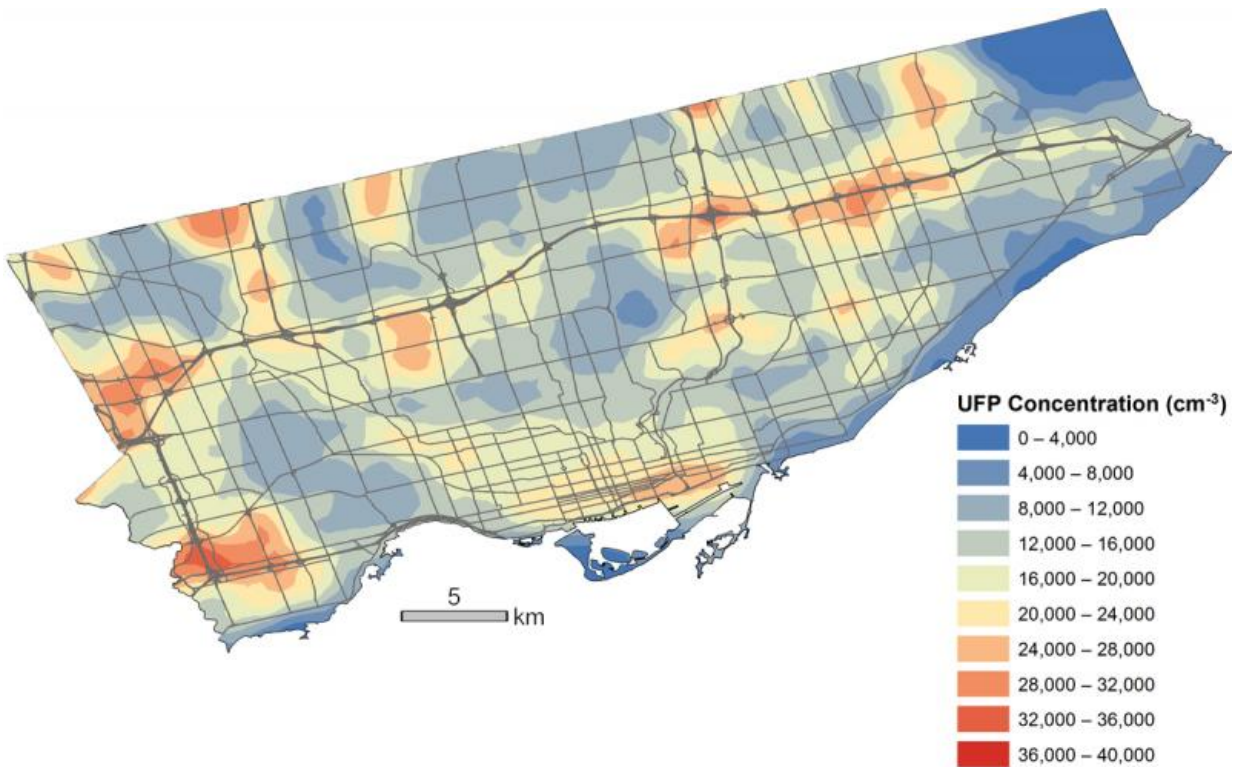 5
km
UFP Concentration (cm⁻³)
0 – 4,000
4,000 – 8,000
8,000 – 12,000
12,000 – 16,000
16,000 – 20,000
20,000 – 24,000
24,000 – 28,000
28,000 – 32,000
32,000 – 36,000
36,000 – 40,000